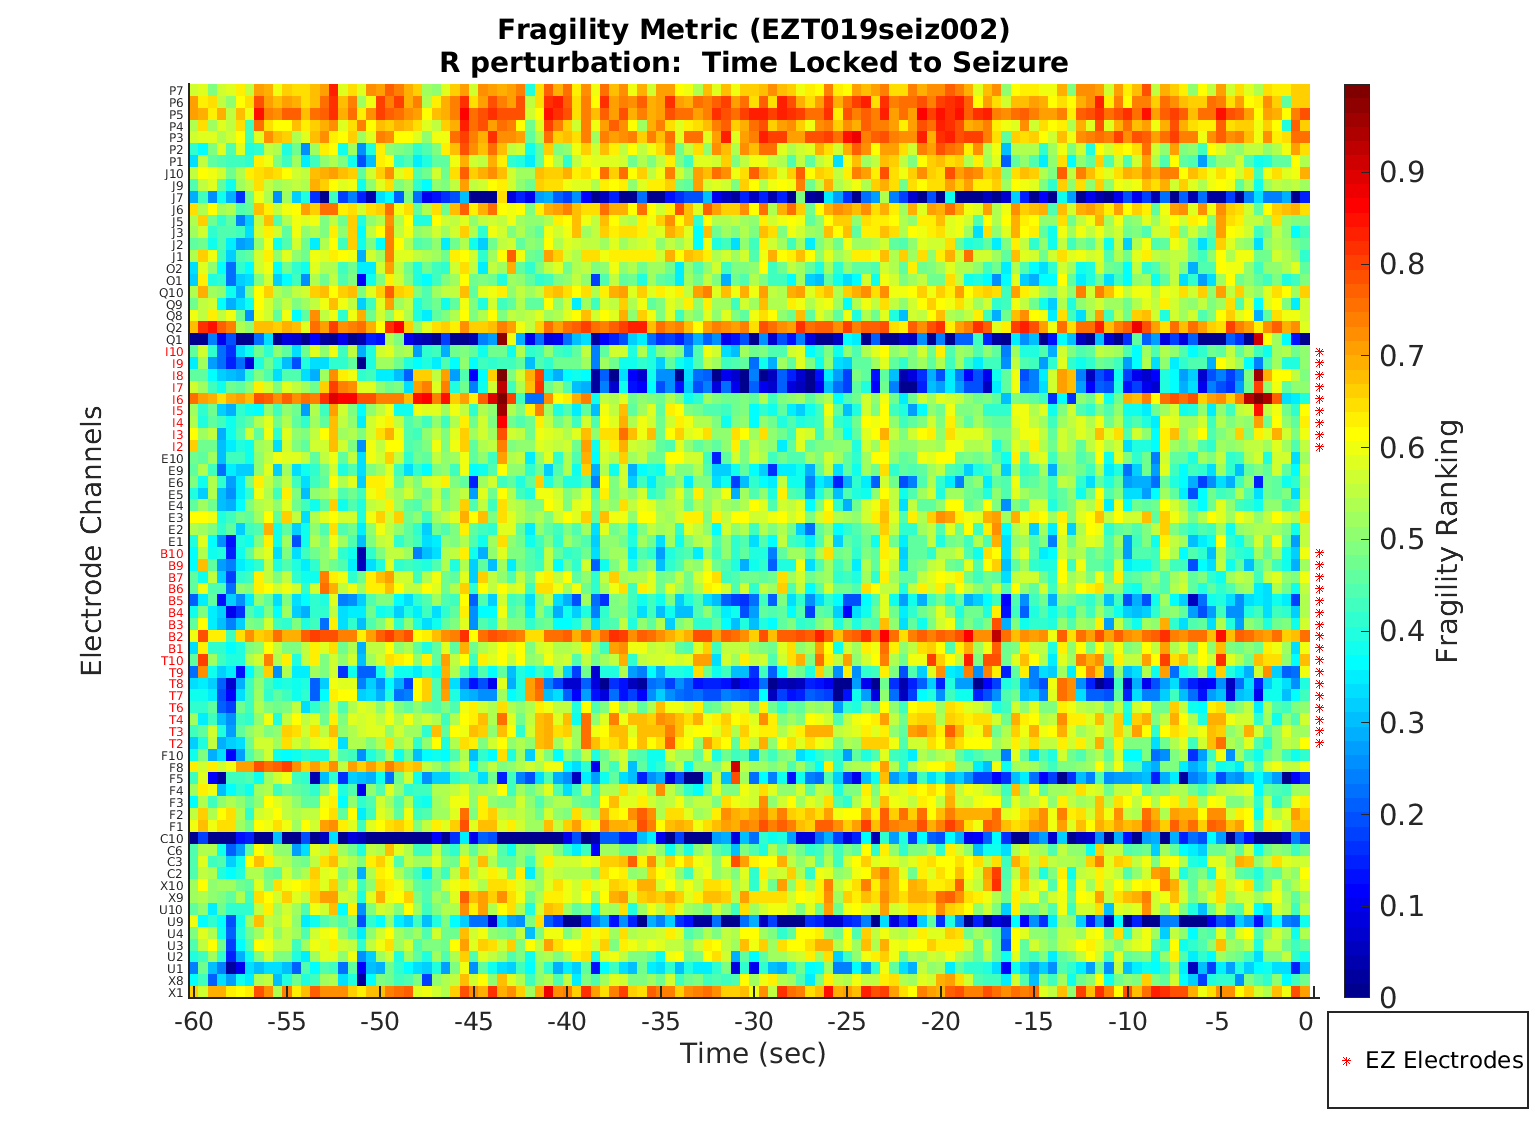 Fragility Metric (EZT019seiz002)
R perturbation:  Time Locked to Seizure
Electrode Channels
P7
P6
P5
P4
P3
P2
P1
J10
J9
J7
J6
J5
J3
J2
J1
O2
O1
Q10
Q9
Q8
Q2
Q1
I10
I9
I8
I7
I6
I5
I4
I3
I2
E10
E9
E6
E5
E4
E3
E2
E1
B10
B9
B7
B6
B5
B4
B3
B2
B1
T10
T9
T8
T7
T6
T4
T3
T2
F10
F8
F5
F4
F3
F2
F1
C10
C6
C3
C2
X10
X9
U10
U9
U4
U3
U2
U1
X8
X1
-60 -55 -50 -45 -40 -35 -30 -25 -20 -15 -10 -5 0
Time (sec)
0.9
0.8
0.7
0.6
0.5
0.4
0.3
0.2
0.1
0
Fragility Ranking
EZ Electrodes